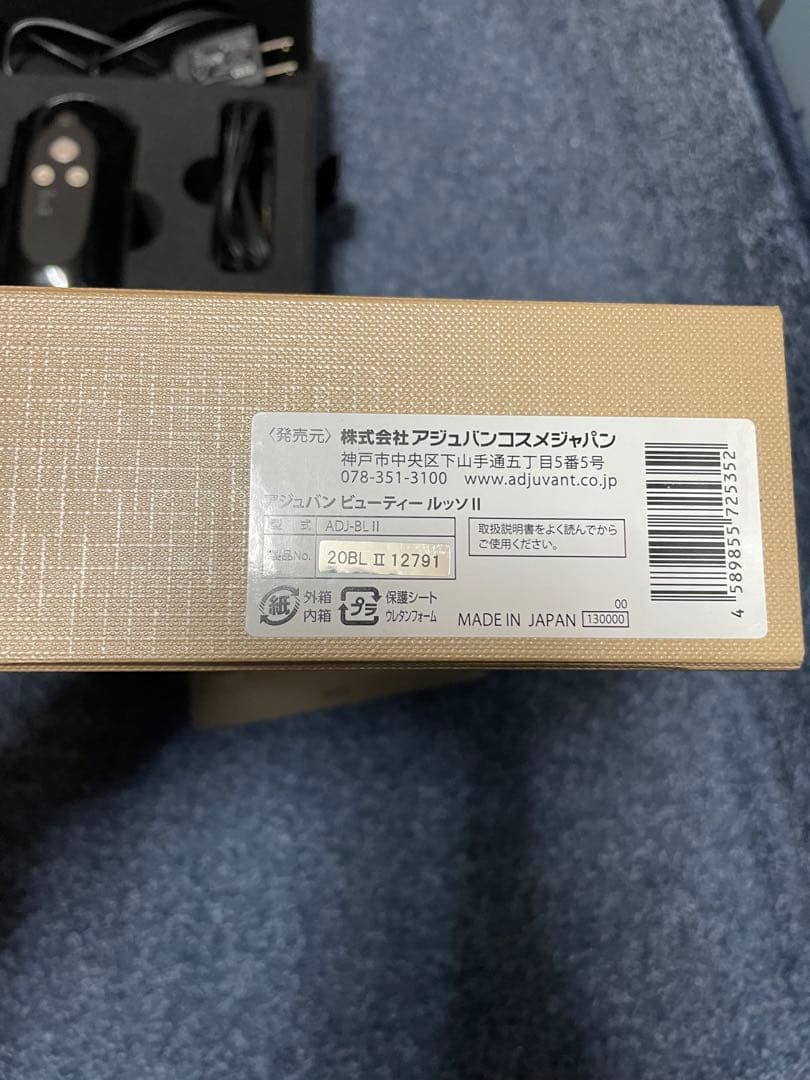 〈発売元〉株式会社アジュバンコスメジャパン
神戸市中央区下山手通五丁目5番5号
078-351-3100 www.adjuvant.co.jp
アジュバン ビューティー ルッソⅡ
型 式 ADJ-BLⅡ
製品No. 20BLⅡ12791
取扱説明書をよく読んでから
ご使用ください。
紙 外箱
内箱
プラ 保護シート
ウレタンフォーム
MADE IN JAPAN
00
130000
4 589855 725352